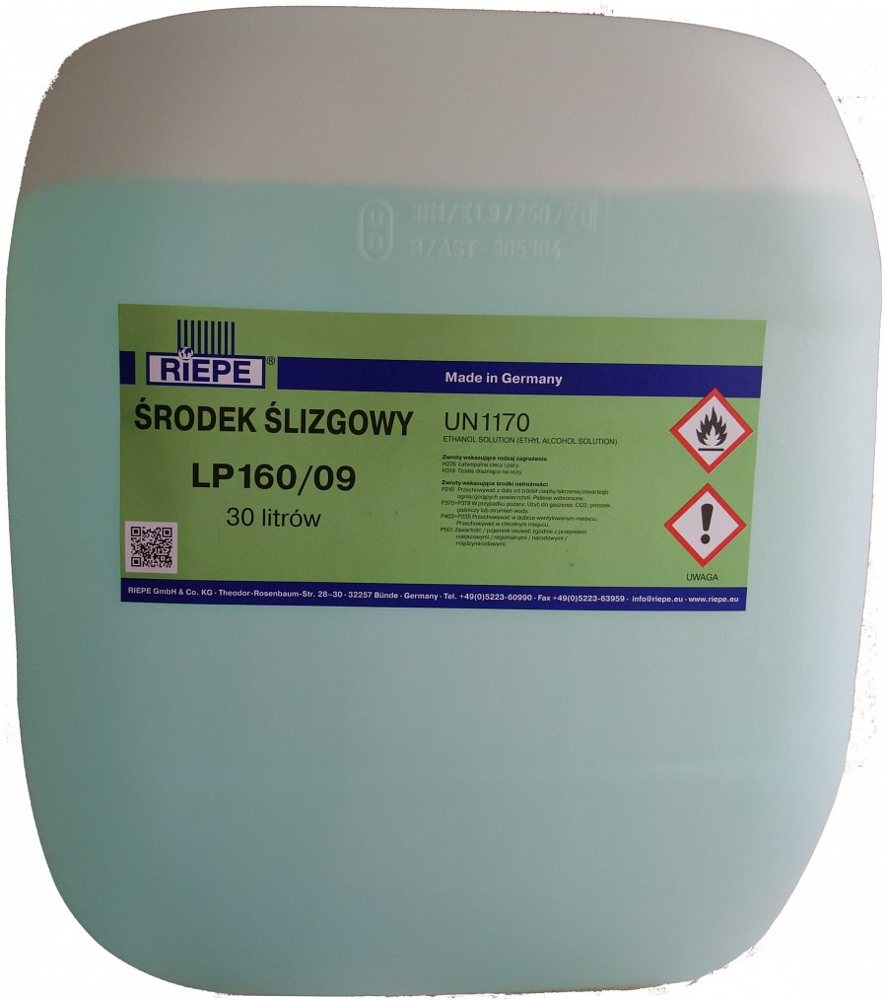 3H1/X1.9/250/20
RIEPE®
Made in Germany
ŚRODEK ŚLIZGOWY
LP160/09
30 litrów
UN1170
ETHANOL SOLUTION (ETHYL ALCOHOL SOLUTION)
Zwroty wskazujące rodzaj zagrożenia
H226 Łatwopalna ciecz i pary.
H319 Działa drażniąco na oczy.
Zwroty wskazujące środki ostrożności
P210 Przechowywać z dala od źródeł ciepła/iskrzenia/otwartego
ognia/gorących powierzchni. Palenie wzbronione.
P370+P378 W przypadku pożaru: Użyć do gaszenia: CO2, proszek
gaśniczy lub strumień wody.
P403+P235 Przechowywać w dobrze wentylowanym miejscu.
Przechowywać w chłodnym miejscu.
P501 Zawartość / pojemnik usuwać zgodnie z przepisami
miejscowymi / regionalnymi / narodowymi /
międzynarodowymi.
UWAGA
RIEPE GmbH & Co. KG · Theodor-Rosenbaum-Str. 28–30 · 32257 Bünde · Germany · Tel. +49(0)5223-60990 · Fax +49(0)5223-63959 · info@riepe.eu · www.riepe.eu